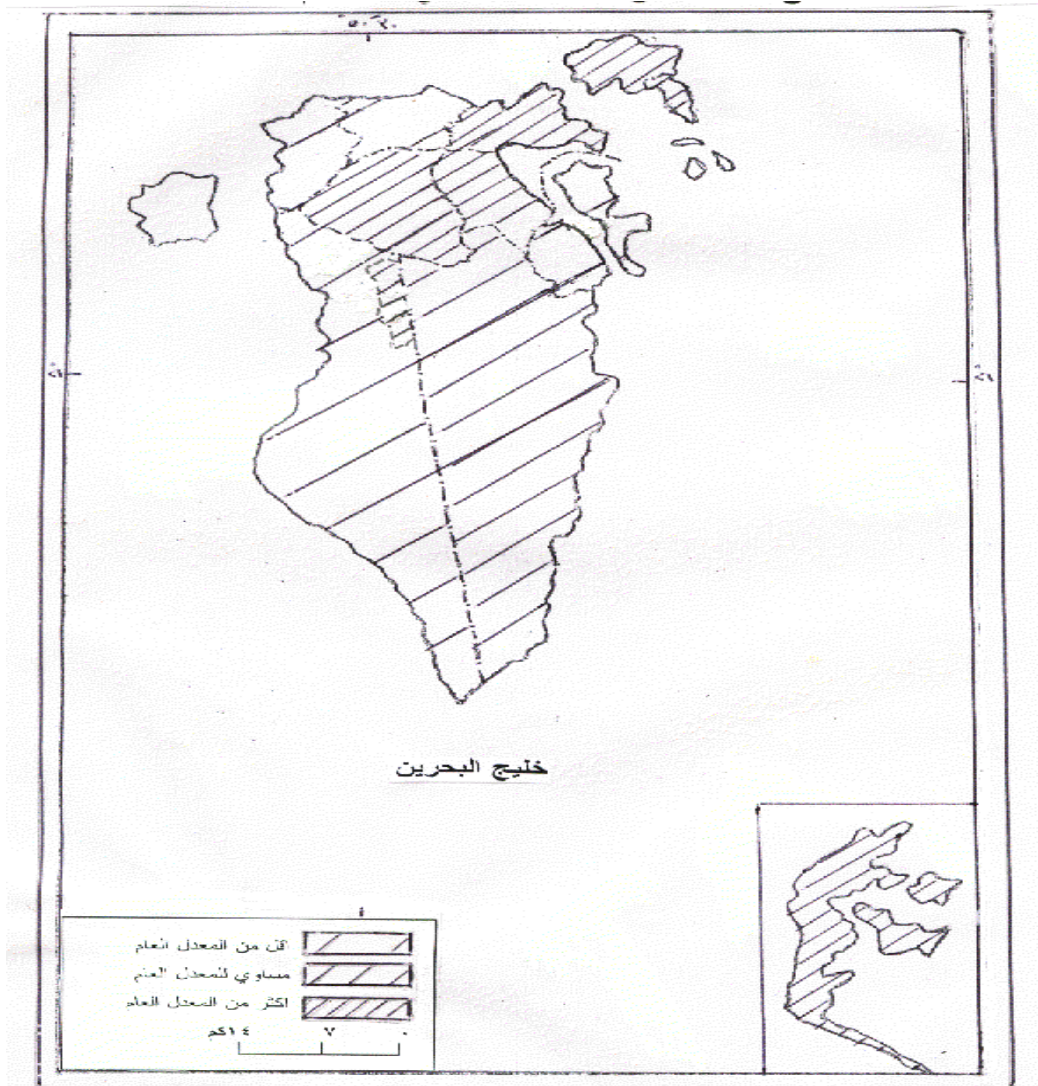 خليج البحرين
اقل من المعدل العام
مساوي للمعدل العام
اكثر من المعدل العام
٠ ٧ ١٤كم